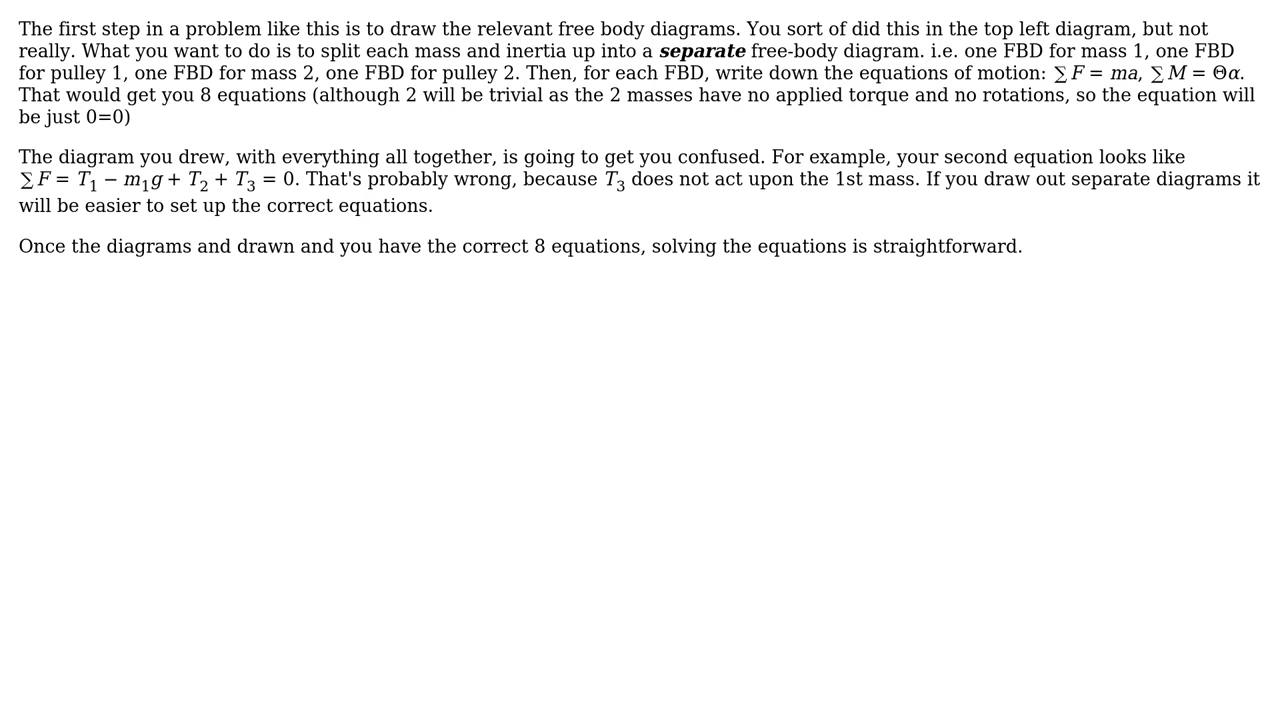 The first step in a problem like this is to draw the relevant free body diagrams. You sort of did this in the top left diagram, but not
really. What you want to do is to split each mass and inertia up into a separate free-body diagram. i.e. one FBD for mass 1, one FBD
for pulley 1, one FBD for mass 2, one FBD for pulley 2. Then, for each FBD, write down the equations of motion: ∑ F = ma, ∑ M = Θα.
That would get you 8 equations (although 2 will be trivial as the 2 masses have no applied torque and no rotations, so the equation will
be just 0=0)
The diagram you drew, with everything all together, is going to get you confused. For example, your second equation looks like
∑ F = T₁ − m₁g + T₂ + T₃ = 0. That's probably wrong, because T₃ does not act upon the 1st mass. If you draw out separate diagrams it
will be easier to set up the correct equations.
Once the diagrams and drawn and you have the correct 8 equations, solving the equations is straightforward.